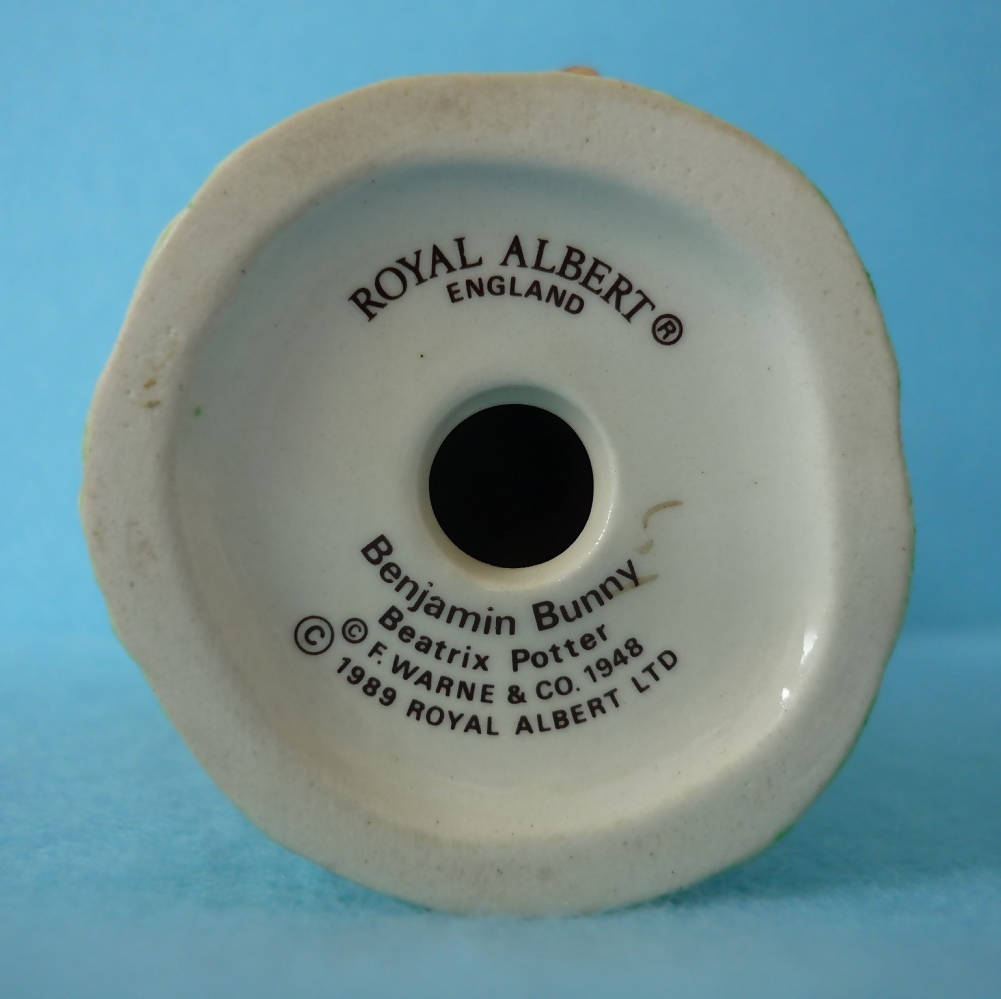 ROYAL ALBERT®
ENGLAND
Benjamin Bunny
Beatrix Potter
© F. WARNE & CO. 1948
© 1989 ROYAL ALBERT LTD